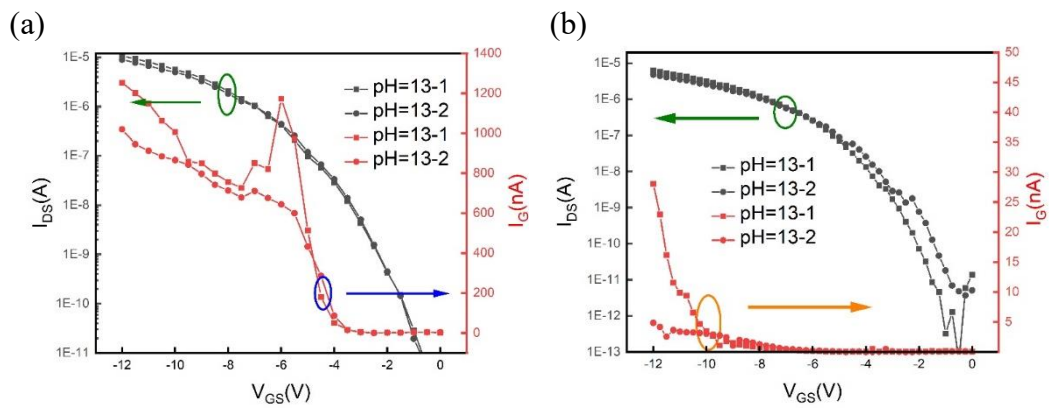 (a)
1E-5
1E-6
1E-7
1E-8
1E-9
1E-10
1E-11
I_DS(A)
pH=13-1
pH=13-2
pH=13-1
pH=13-2
1400
1200
1000
800
600
400
200
0
I_G(nA)
-12 -10 -8 -6 -4 -2 0
V_GS(V)
(b)
1E-5
1E-6
1E-7
1E-8
1E-9
1E-10
1E-11
1E-12
1E-13
I_DS(A)
pH=13-1
pH=13-2
pH=13-1
pH=13-2
50
45
40
35
30
25
20
15
10
5
I_G(nA)
-12 -10 -8 -6 -4 -2 0
V_GS(V)